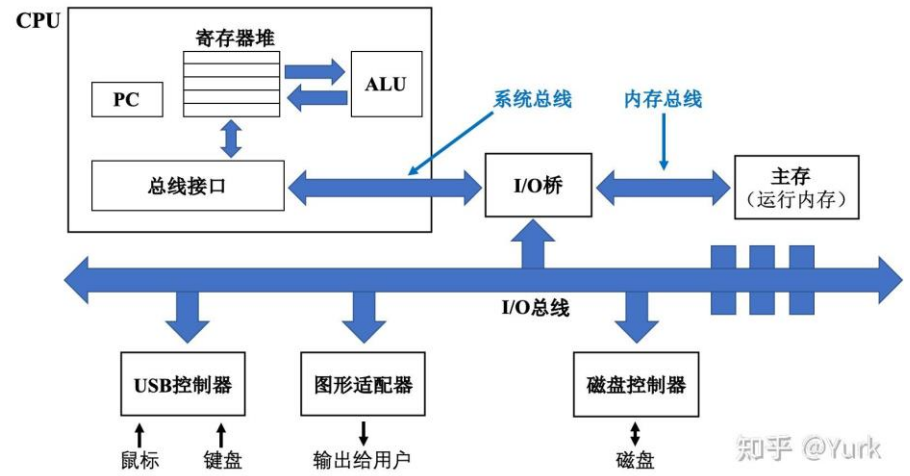 CPU
寄存器堆
PC
ALU
系统总线
内存总线
总线接口
I/O桥
主存
（运行内存）
I/O总线
USB控制器
图形适配器
磁盘控制器
鼠标
键盘
输出给用户
磁盘
知乎 @Yurk